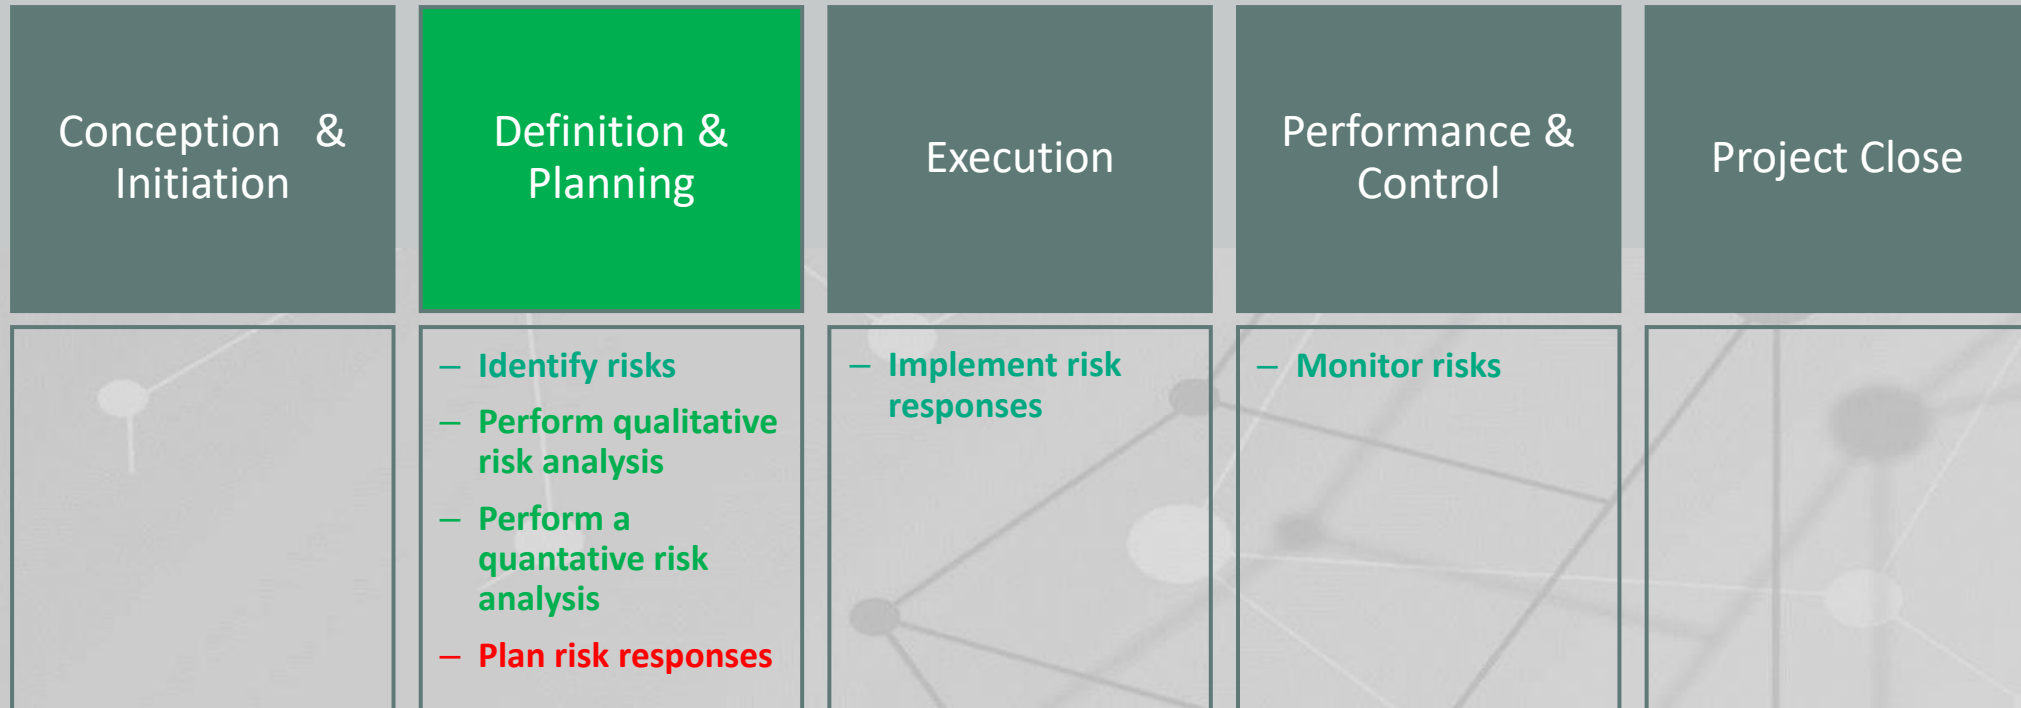 Conception &
Initiation
Definition &
Planning
Execution
Performance &
Control
Project Close
– Identify risks
– Perform qualitative
risk analysis
– Perform a
quantative risk
analysis
– Plan risk responses
– Implement risk
responses
– Monitor risks